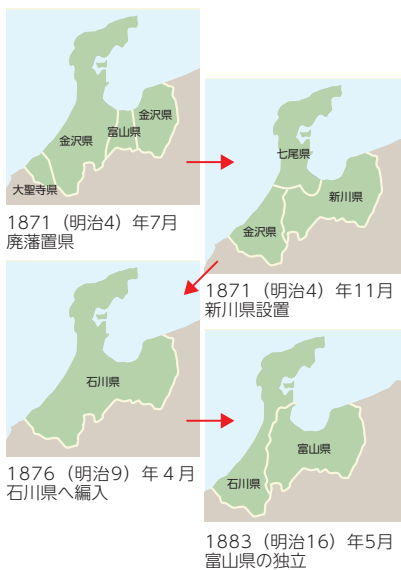 金沢県
富山県
金沢県
大聖寺県
1871（明治4）年7月
廃藩置県
七尾県
新川県
金沢県
1871（明治4）年11月
新川県設置
石川県
1876（明治9）年４月
石川県へ編入
富山県
石川県
1883（明治16）年5月
富山県の独立